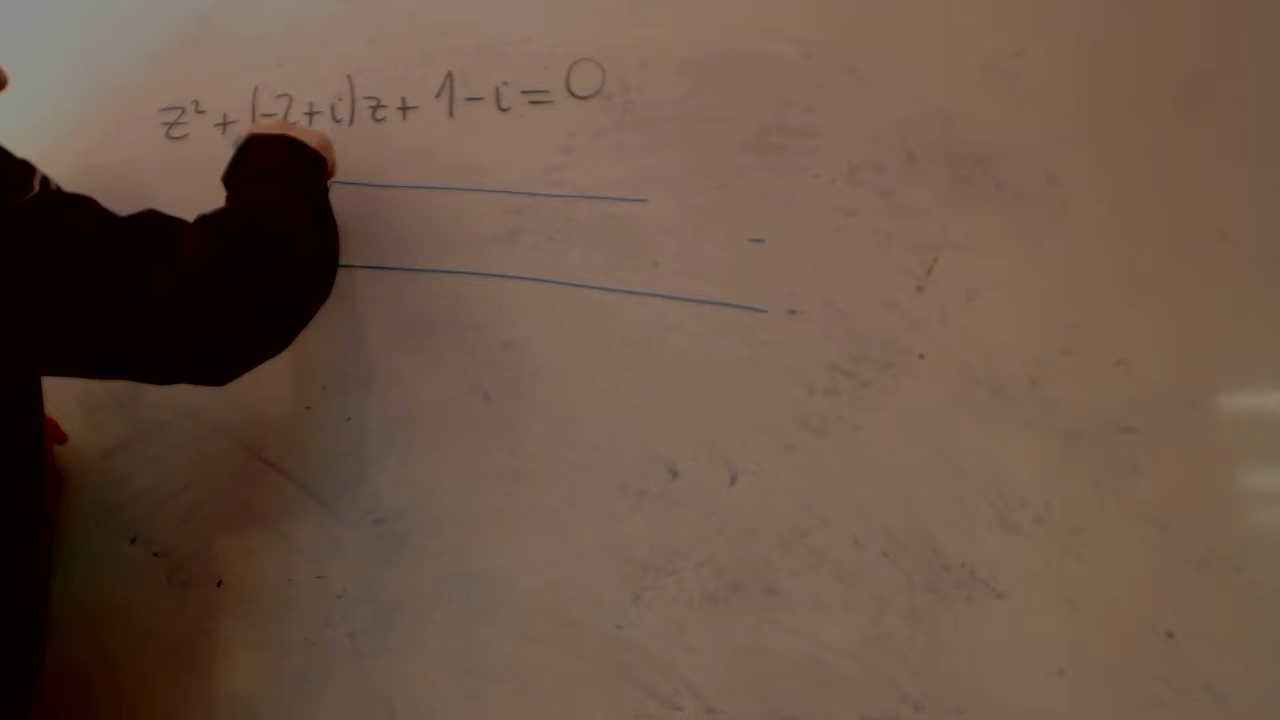 z² + (-2+i)z + 1-i = 0